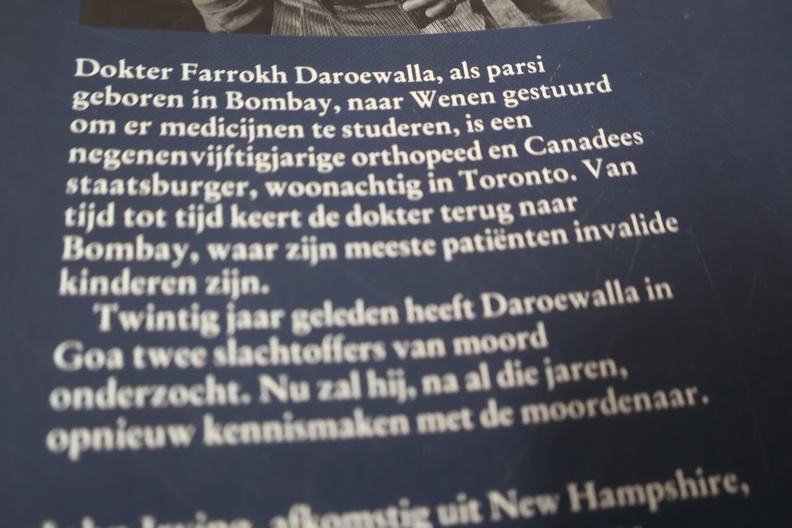 Dokter Farrokh Daroewalla, als parsi
geboren in Bombay, naar Wenen gestuurd
om er medicijnen te studeren, is een
negenenvijftigjarige orthopeed en Canadees
staatsburger, woonachtig in Toronto. Van
tijd tot tijd keert de dokter terug naar
Bombay, waar zijn meeste patiënten invalide
kinderen zijn.
Twintig jaar geleden heeft Daroewalla in
Goa twee slachtoffers van moord
onderzocht. Nu zal hij, na al die jaren,
opnieuw kennismaken met de moordenaar.
John Irving, afkomstig uit New Hampshire,